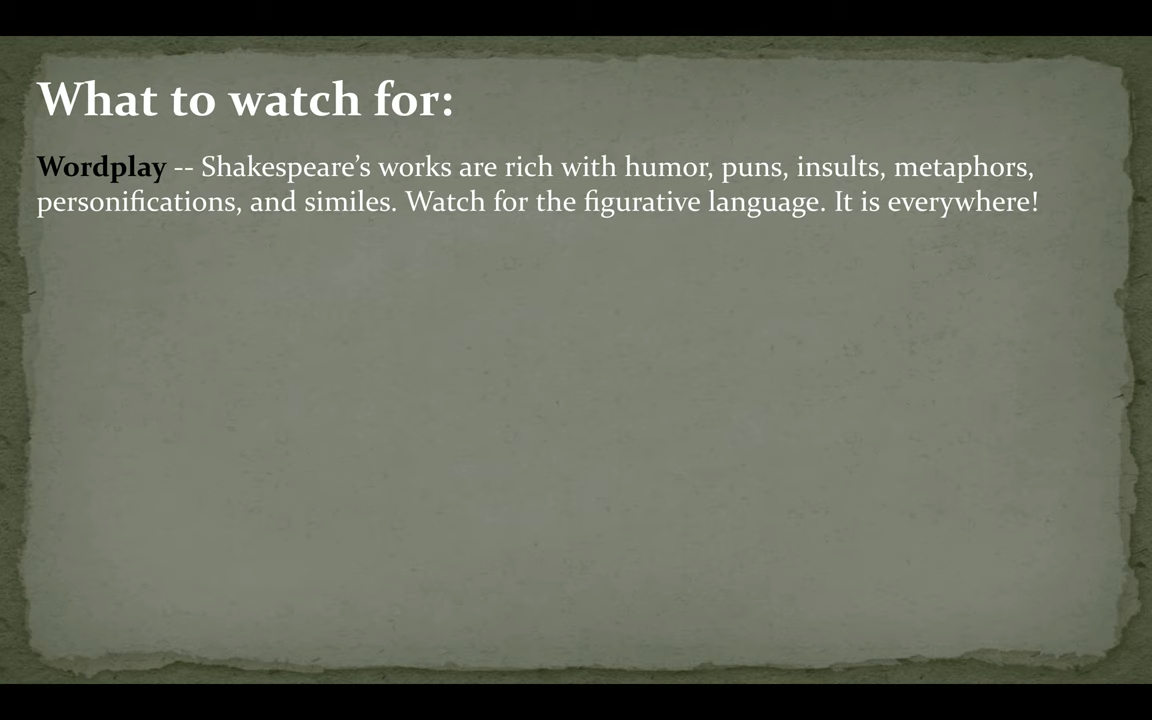 What to watch for:
Wordplay -- Shakespeare’s works are rich with humor, puns, insults, metaphors,
personifications, and similes. Watch for the figurative language. It is everywhere!